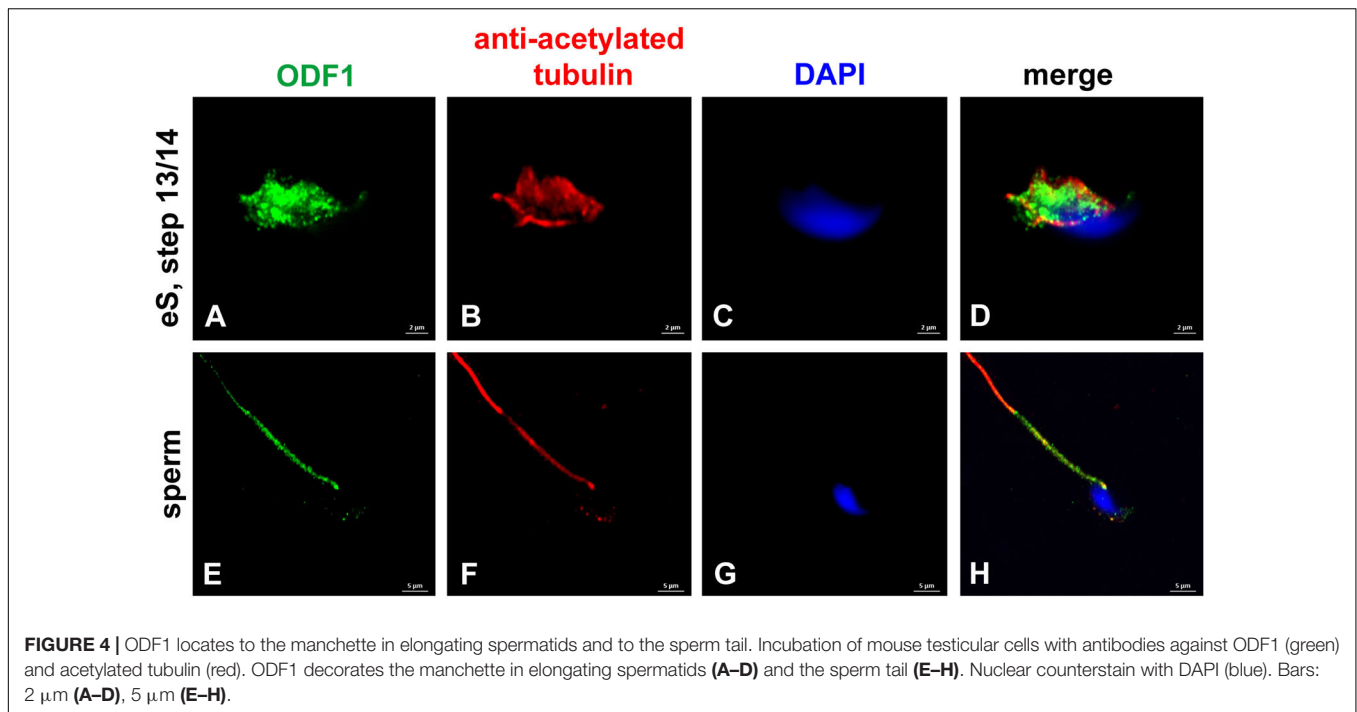 anti-acetylated
ODF1 tubulin DAPI merge
eS, step 13/14
A B C D
2 μm 2 μm 2 μm 2 μm
sperm
E F G H
5 μm 5 μm 5 μm 5 μm
FIGURE 4 | ODF1 locates to the manchette in elongating spermatids and to the sperm tail. Incubation of mouse testicular cells with antibodies against ODF1 (green)
and acetylated tubulin (red). ODF1 decorates the manchette in elongating spermatids (A–D) and the sperm tail (E–H). Nuclear counterstain with DAPI (blue). Bars:
2 μm (A–D), 5 μm (E–H).